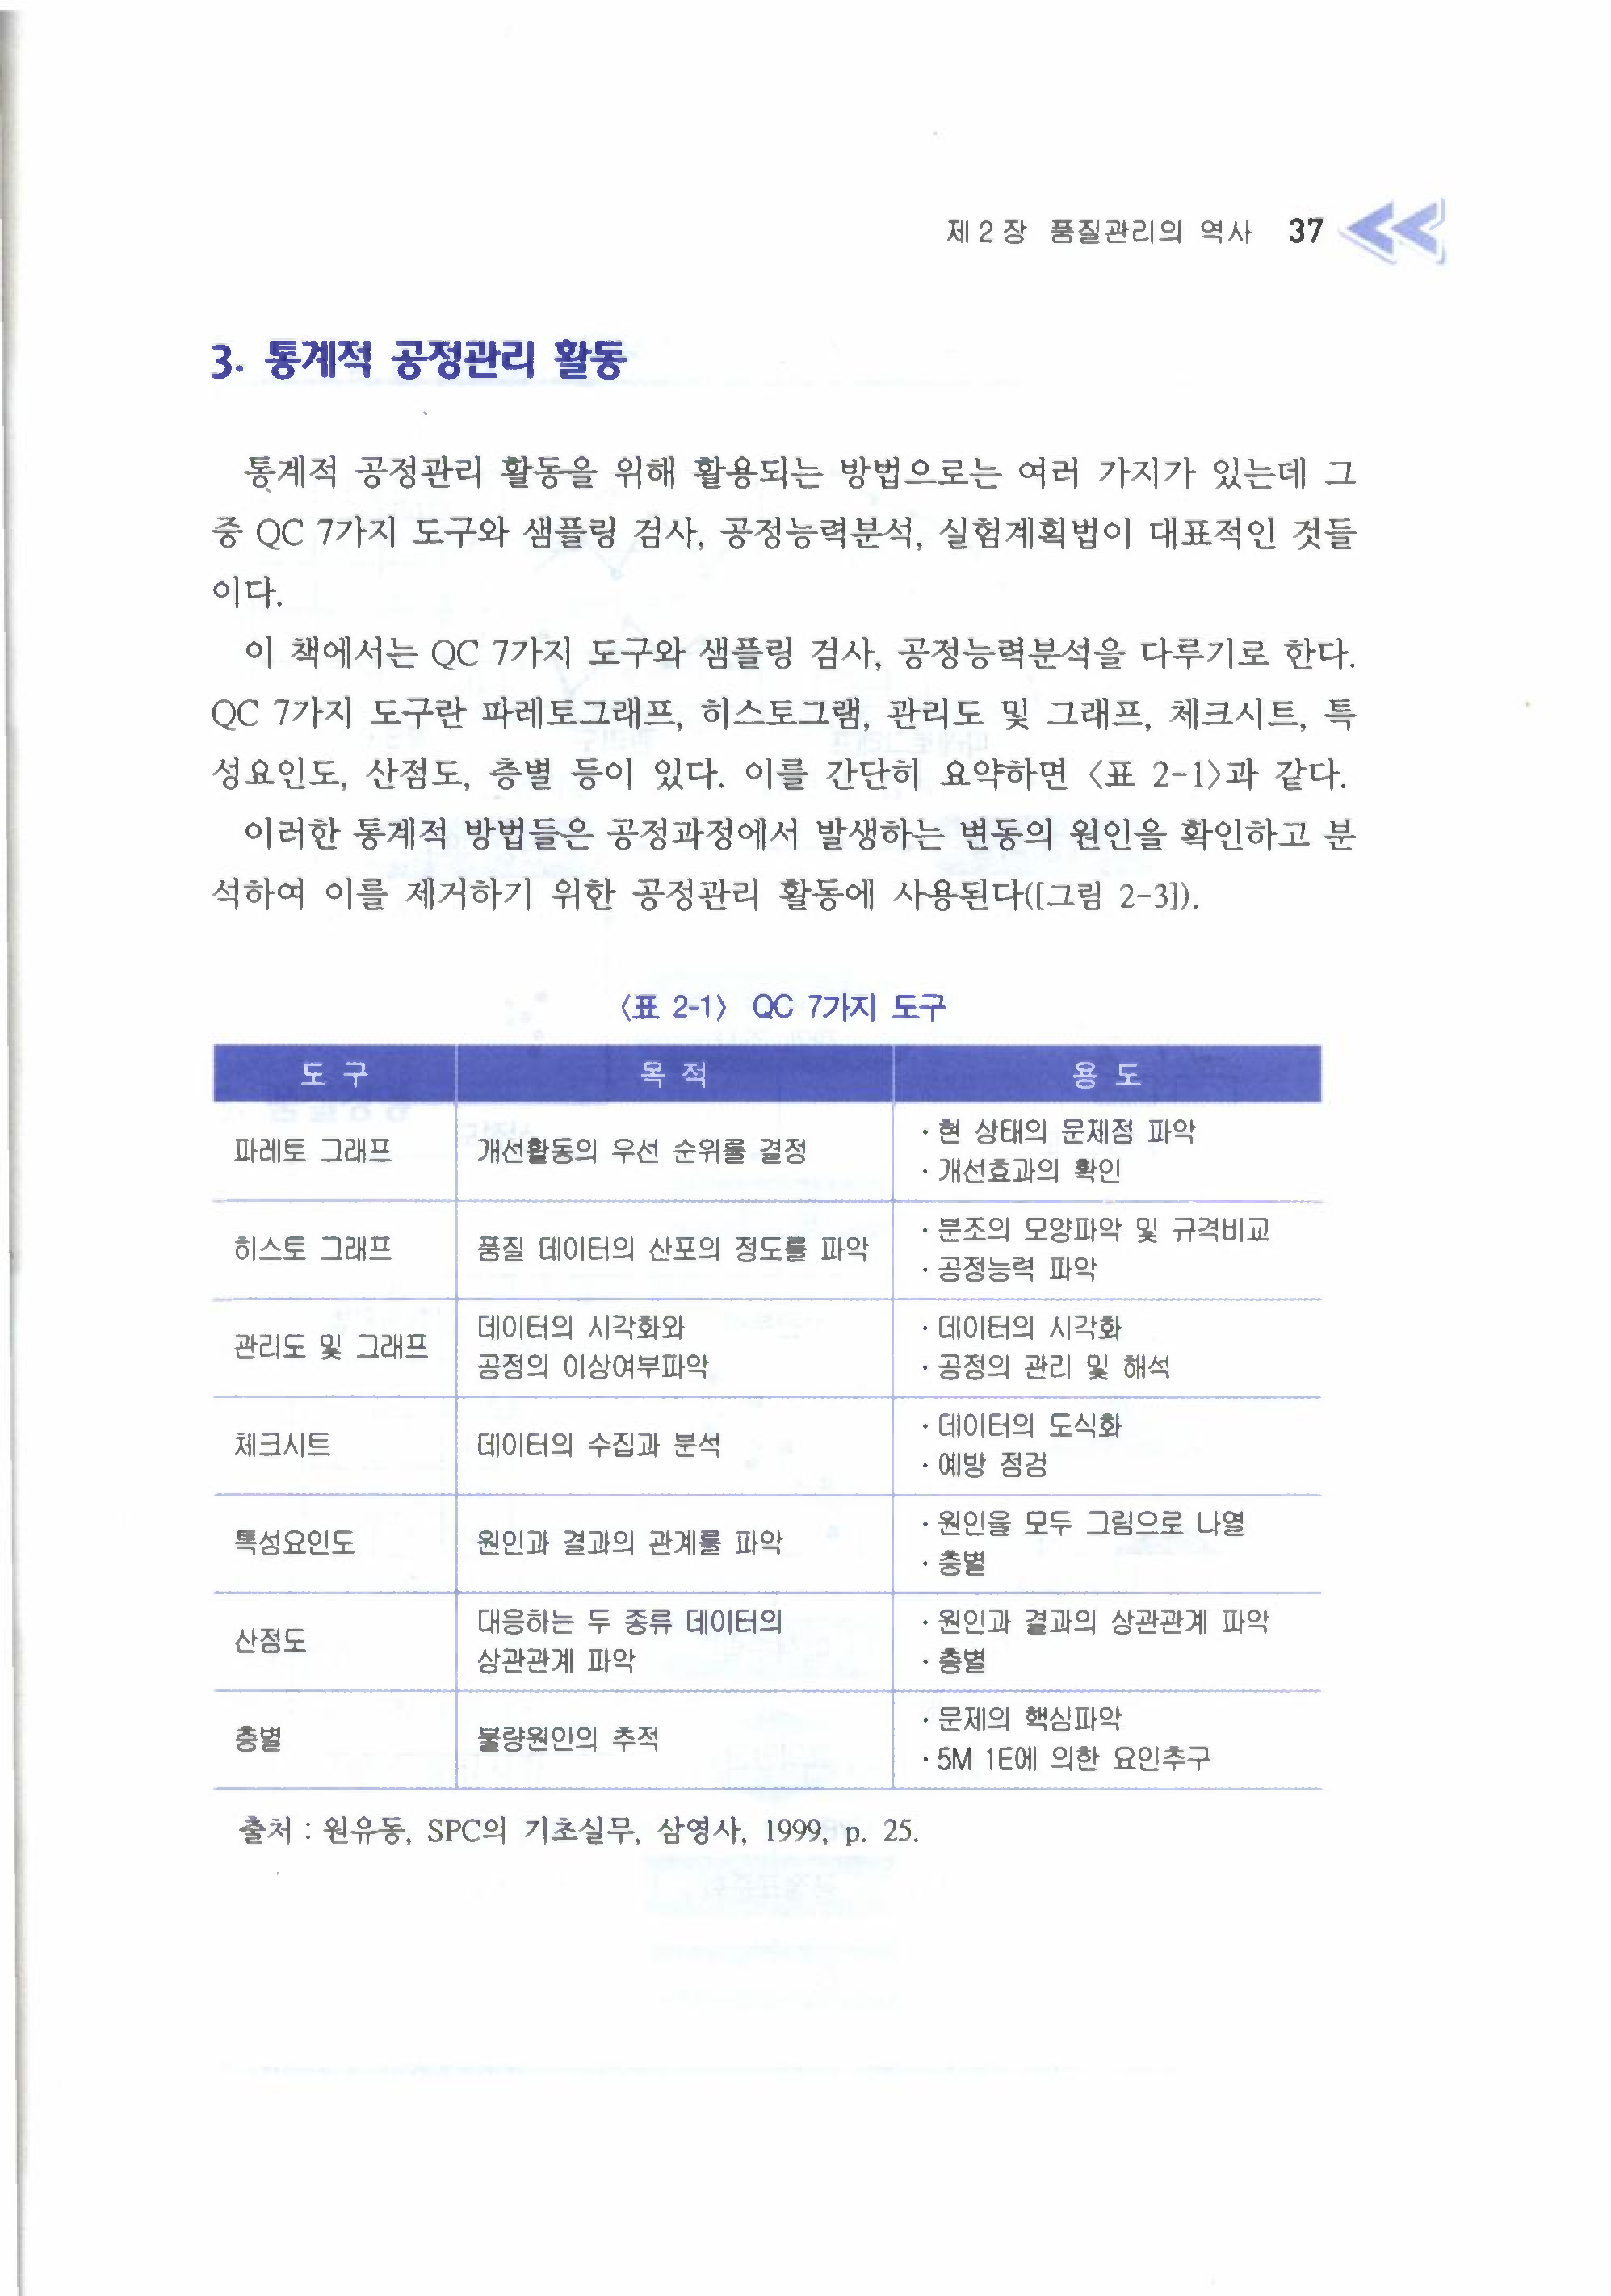 제 2 장 품질관리의 역사 37
3. 통계적 공정관리 활동
통계적 공정관리 활동을 위해 활용되는 방법으로는 여러 가지가 있는데 그
중 QC 7가지 도구와 샘플링 검사, 공정능력분석, 실험계획법이 대표적인 것들
이다.
이 책에서는 QC 7가지 도구와 샘플링 검사, 공정능력분석을 다루기로 한다.
QC 7가지 도구란 파레토그래프, 히스토그램, 관리도 및 그래프, 체크시트, 특
성요인도, 산점도, 층별 등이 있다. 이를 간단히 요약하면 〈표 2-1〉과 같다.
이러한 통계적 방법들은 공정과정에서 발생하는 변동의 원인을 확인하고 분
석하여 이를 제거하기 위한 공정관리 활동에 사용된다([그림 2-3]).
〈표 2-1〉 QC 7가지 도구
도 구 목 적 용 도
파레토 그래프 개선활동의 우선 순위를 결정
· 현 상태의 문제점 파악
· 개선효과의 확인
히스토 그래프 품질 데이터의 산포의 정도를 파악
· 분조의 모양파악 및 규격비교
· 공정능력 파악
관리도 및 그래프
데이터의 시각화와
공정의 이상여부파악
· 데이터의 시각화
· 공정의 관리 및 해석
체크시트 데이터의 수집과 분석
· 데이터의 도식화
· 예방 점검
특성요인도 원인과 결과의 관계를 파악
· 원인을 모두 그림으로 나열
· 층별
산점도
대응하는 두 종류 데이터의
상관관계 파악
· 원인과 결과의 상관관계 파악
· 층별
층별 불량원인의 추적
· 문제의 핵심파악
· 5M 1E에 의한 요인추구
출처 : 원유동, SPC의 기초실무, 삼영사, 1999, p. 25.